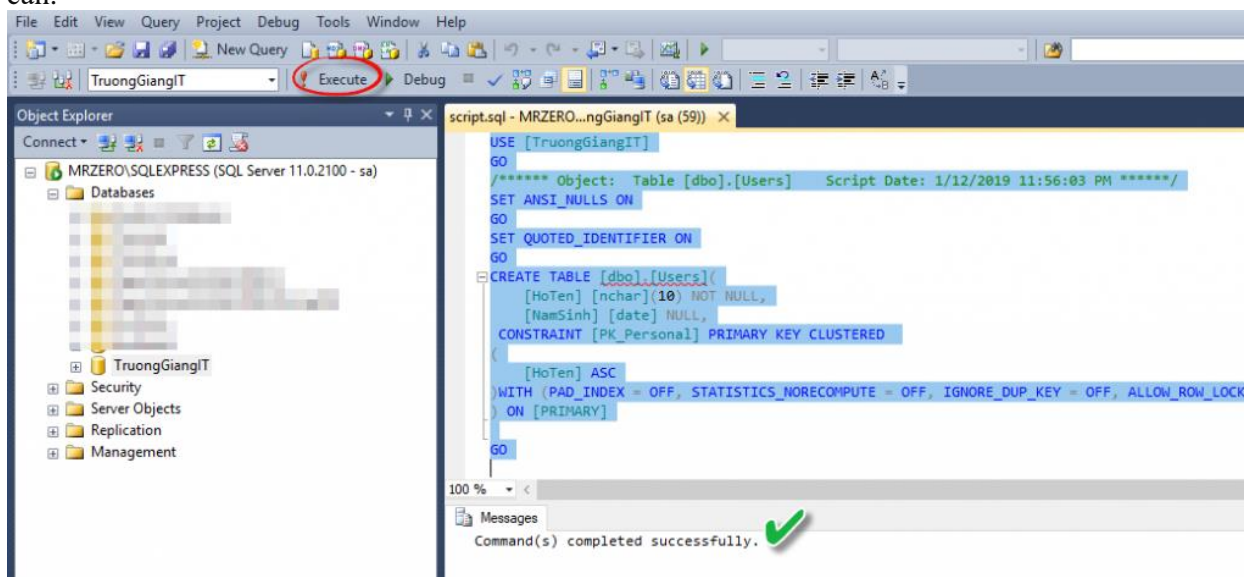 can.
File Edit View Query Project Debug Tools Window Help
New Query
TruongGiangIT Execute Debug
Object Explorer
Connect
MRZERO\SQLEXPRESS (SQL Server 11.0.2100 - sa)
Databases
TruongGiangIT
Security
Server Objects
Replication
Management
script.sql - MRZERO...ngGiangIT (sa (59))
USE [TruongGiangIT]
GO
/****** Object: Table [dbo].[Users] Script Date: 1/12/2019 11:56:03 PM ******/
SET ANSI_NULLS ON
GO
SET QUOTED_IDENTIFIER ON
GO
CREATE TABLE [dbo].[Users](
[HoTen] [nchar](10) NOT NULL,
[NamSinh] [date] NULL,
CONSTRAINT [PK_Personal] PRIMARY KEY CLUSTERED
(
[HoTen] ASC
)WITH (PAD_INDEX = OFF, STATISTICS_NORECOMPUTE = OFF, IGNORE_DUP_KEY = OFF, ALLOW_ROW_LOCK
) ON [PRIMARY]
GO
100 %
Messages
Command(s) completed successfully.